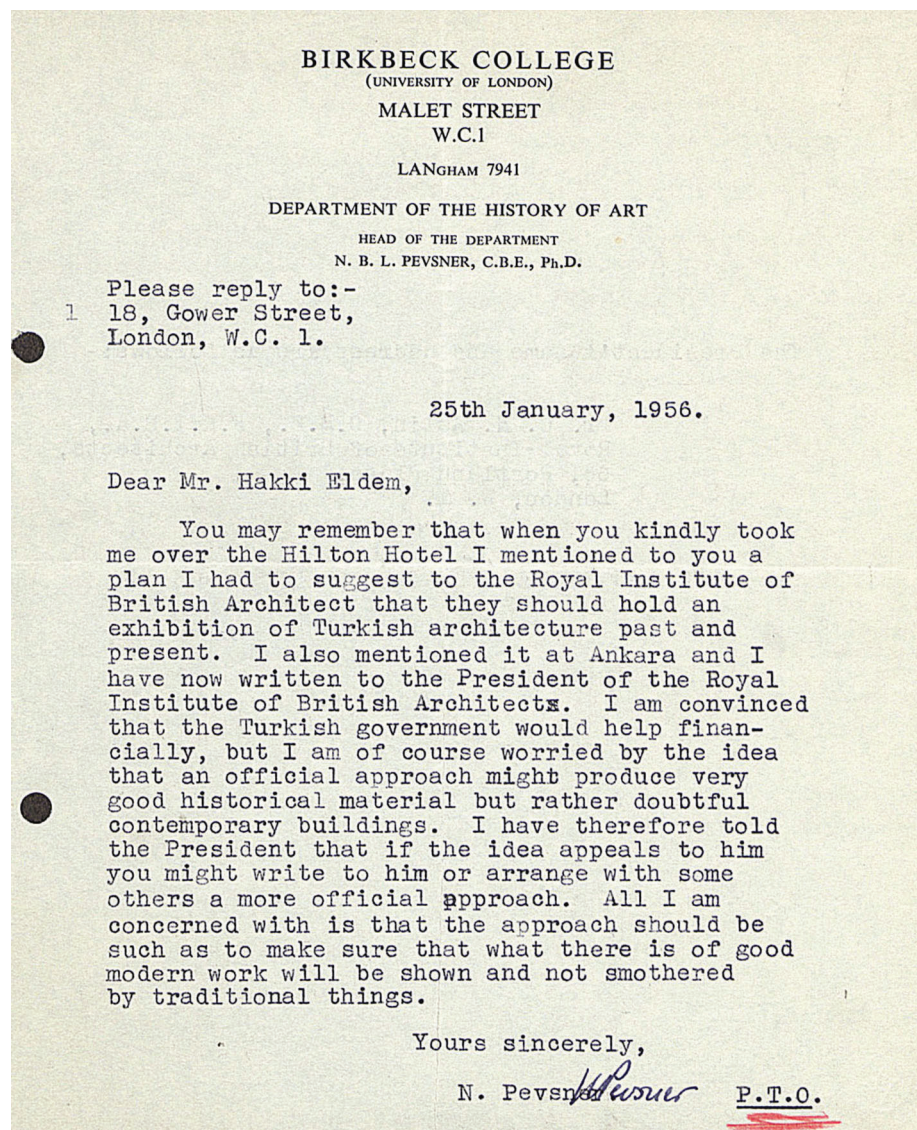 BIRKBECK COLLEGE
(UNIVERSITY OF LONDON)
MALET STREET
W.C.1
LANGHAM 7941
DEPARTMENT OF THE HISTORY OF ART
HEAD OF THE DEPARTMENT
N. B. L. PEVSNER, C.B.E., Ph.D.
Please reply to:-
1 18, Gower Street,
London, W.C. 1.
25th January, 1956.
Dear Mr. Hakki Eldem,
You may remember that when you kindly took
me over the Hilton Hotel I mentioned to you a
plan I had to suggest to the Royal Institute of
British Architect that they should hold an
exhibition of Turkish architecture past and
present. I also mentioned it at Ankara and I
have now written to the President of the Royal
Institute of British Architects. I am convinced
that the Turkish government would help finan-
cially, but I am of course worried by the idea
that an official approach might produce very
good historical material but rather doubtful
contemporary buildings. I have therefore told
the President that if the idea appeals to him
you might write to him or arrange with some
others a more official approach. All I am
concerned with is that the approach should be
such as to make sure that what there is of good
modern work will be shown and not smothered
by traditional things.
Yours sincerely,
N. Pevsner Pevsner P.T.O.